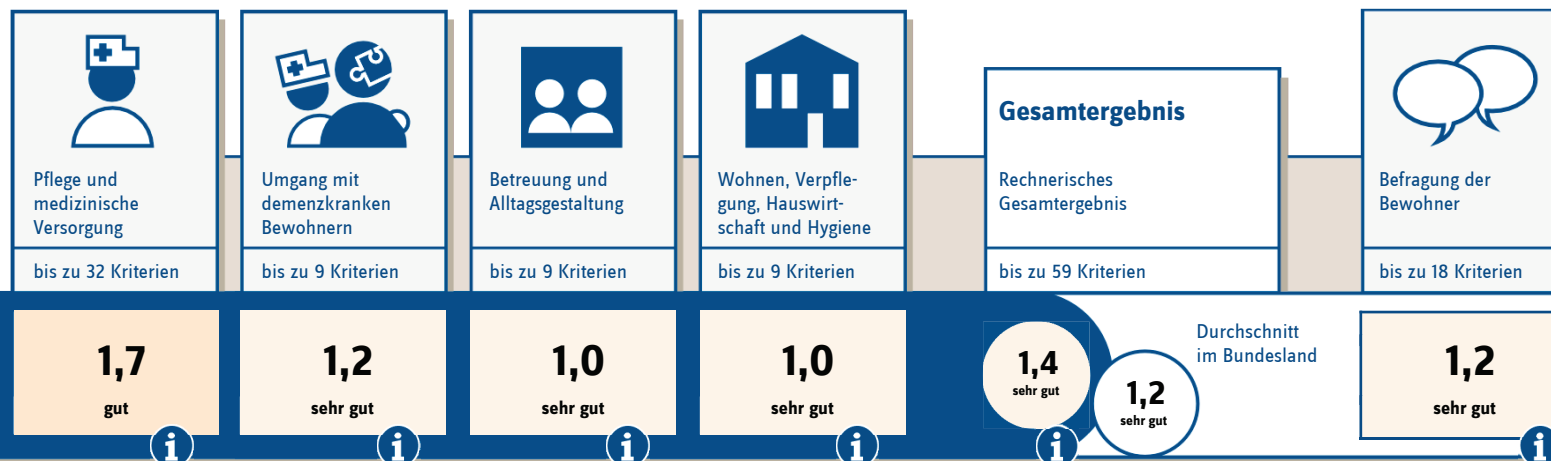 Pflege und
medizinische
Versorgung
bis zu 32 Kriterien
1,7
gut
i
Umgang mit
demenzkranken
Bewohnern
bis zu 9 Kriterien
1,2
sehr gut
i
Betreuung und
Alltagsgestaltung
bis zu 9 Kriterien
1,0
sehr gut
i
Wohnen, Verpfle-
gung, Hauswirt-
schaft und Hygiene
bis zu 9 Kriterien
1,0
sehr gut
i
Gesamtergebnis
Rechnerisches
Gesamtergebnis
bis zu 59 Kriterien
1,4
sehr gut
i
Durchschnitt
im Bundesland
1,2
sehr gut
Befragung der
Bewohner
bis zu 18 Kriterien
1,2
sehr gut
i